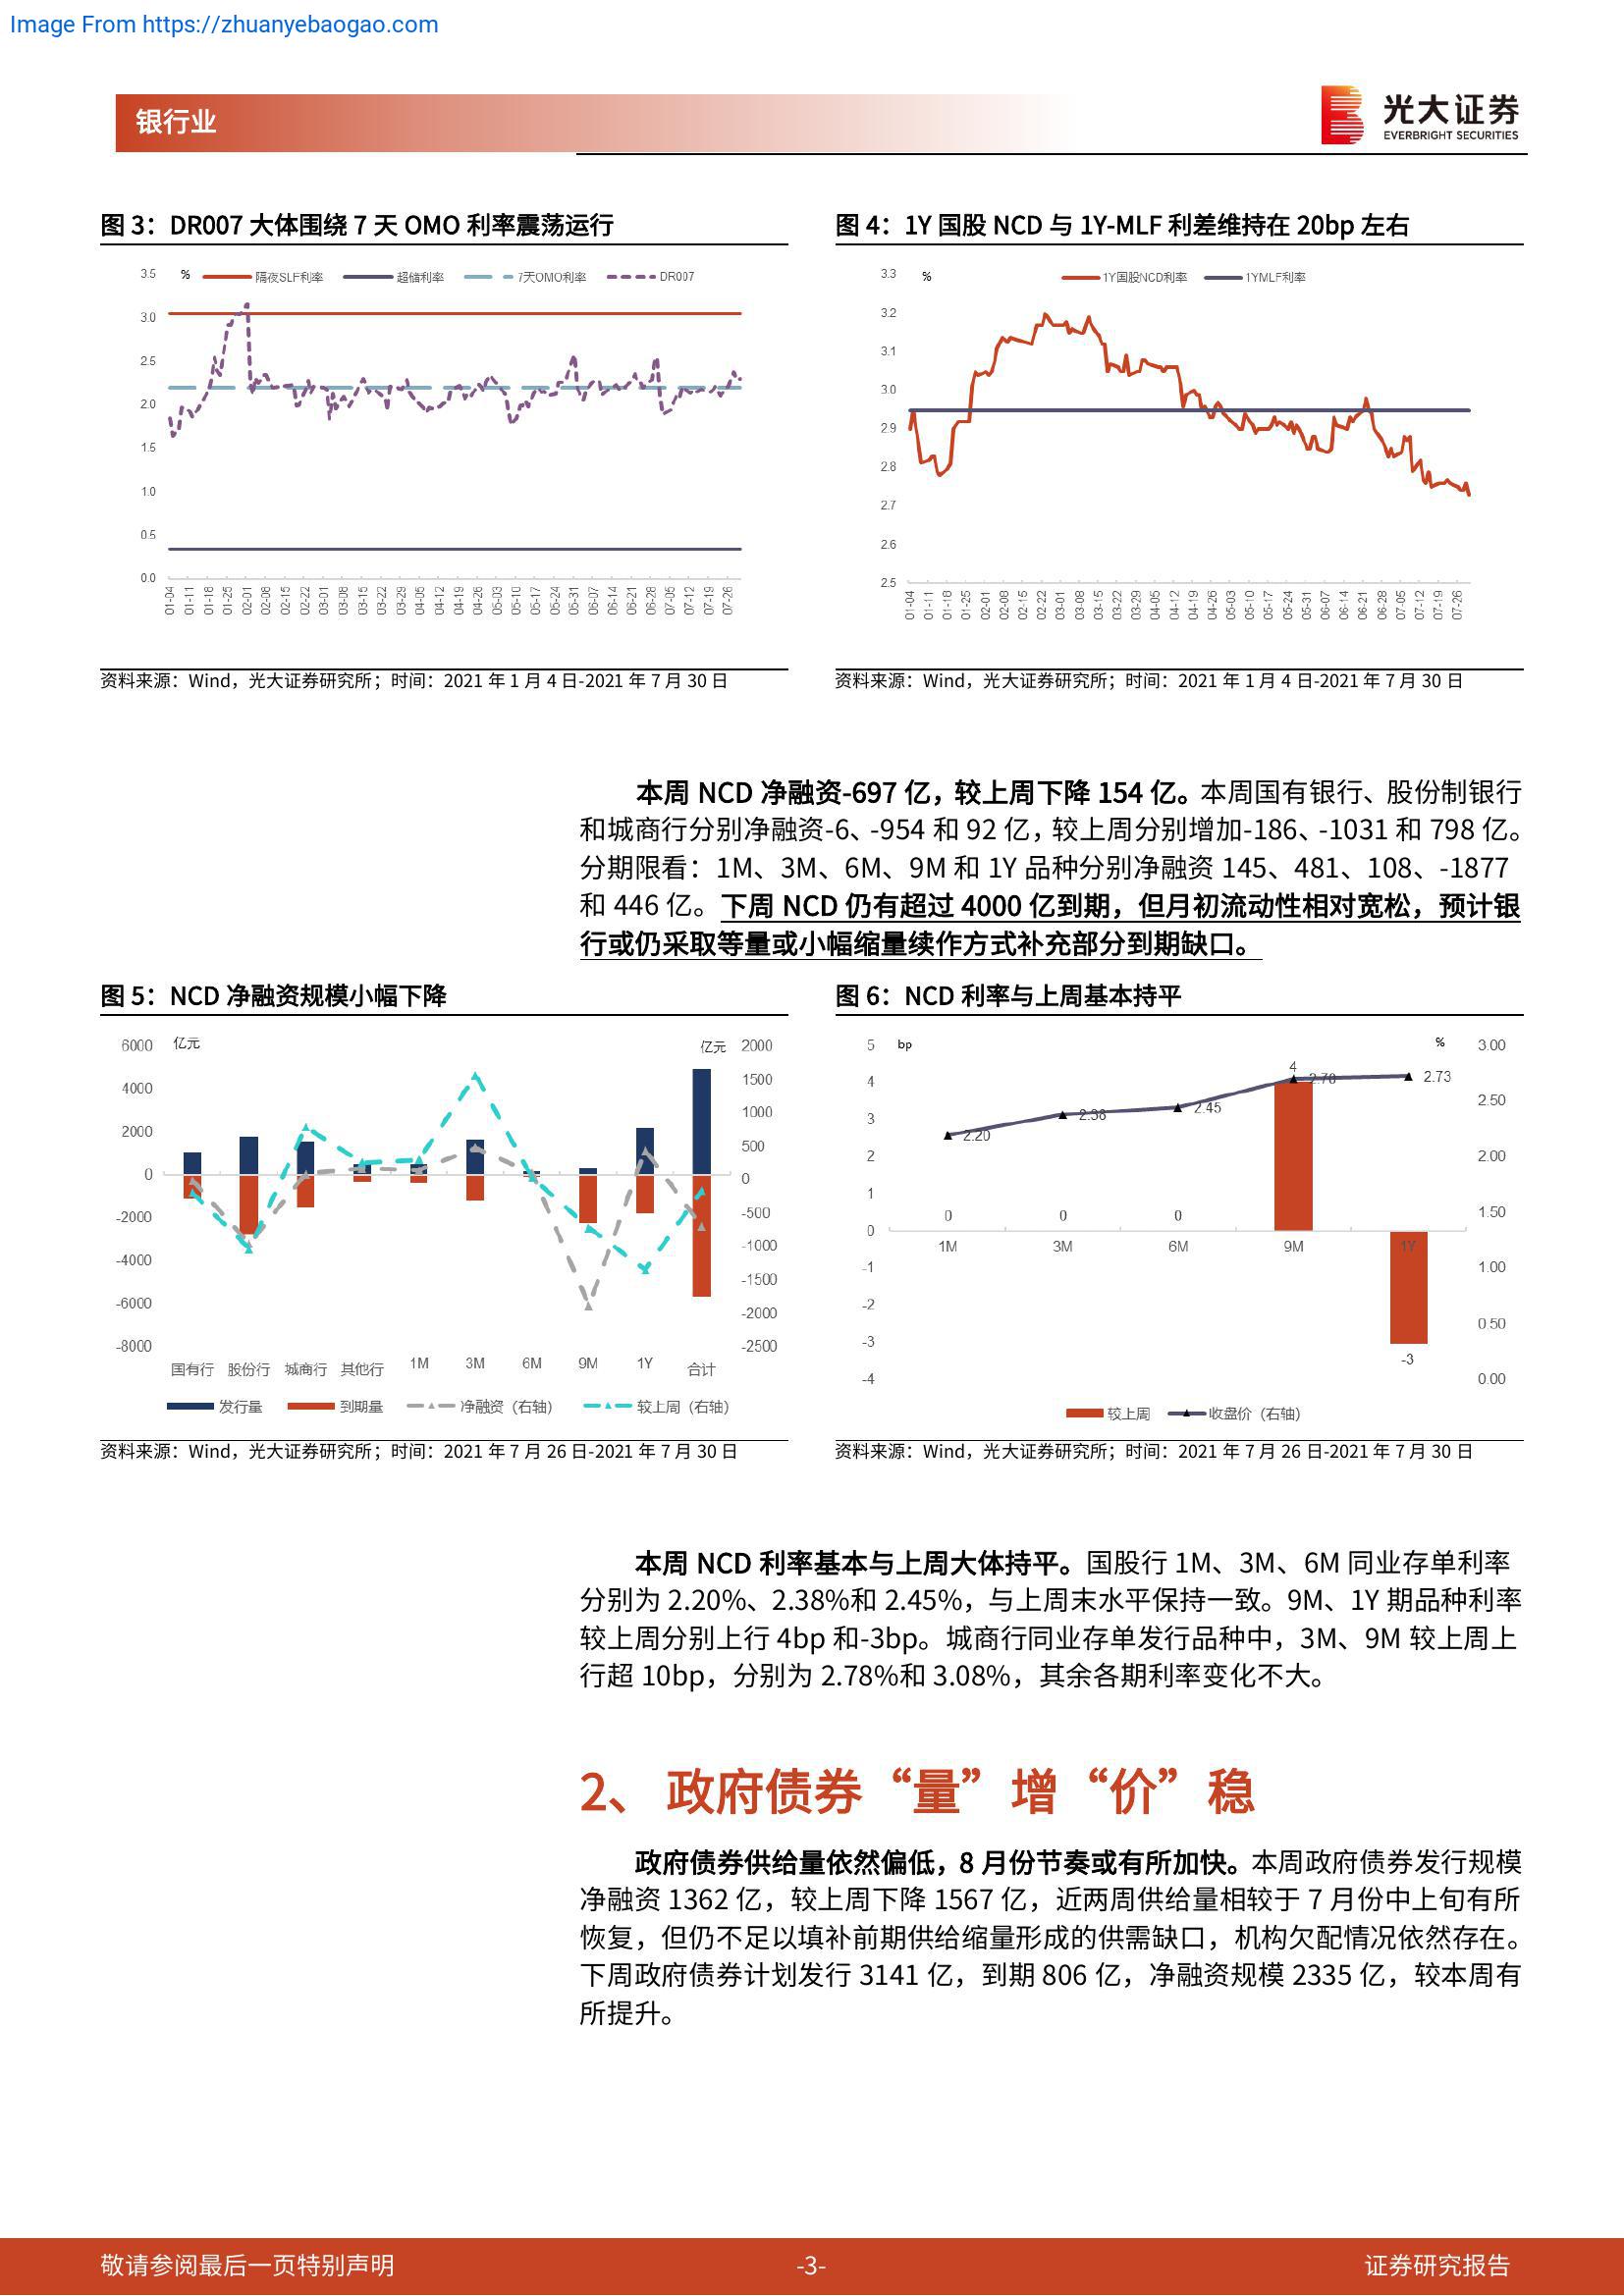 Image From https://zhuanyebaogao.com
银行业
光大证券
EVERBRIGHT SECURITIES
图 3：DR007 大体围绕 7 天 OMO 利率震荡运行
% 隔夜SLF利率 超储利率 7天OMO利率 DR007
3.5
3.0
2.5
2.0
1.5
1.0
0.5
0.0
01-04 01-11 01-18 01-25 02-01 02-08 02-15 02-22 03-01 03-08 03-15 03-22 03-29 04-05 04-12 04-19 04-26 05-03 05-10 05-17 05-24 05-31 06-07 06-14 06-21 06-28 07-05 07-12 07-19 07-26
资料来源：Wind，光大证券研究所；时间：2021 年 1 月 4 日-2021 年 7 月 30 日
图 4：1Y 国股 NCD 与 1Y-MLF 利差维持在 20bp 左右
% 1Y国股NCD利率 1YMLF利率
3.3
3.2
3.1
3.0
2.9
2.8
2.7
2.6
2.5
01-04 01-11 01-18 01-25 02-01 02-08 02-15 02-22 03-01 03-08 03-15 03-22 03-29 04-05 04-12 04-19 04-26 05-03 05-10 05-17 05-24 05-31 06-07 06-14 06-21 06-28 07-05 07-12 07-19 07-26
资料来源：Wind，光大证券研究所；时间：2021 年 1 月 4 日-2021 年 7 月 30 日
本周 NCD 净融资-697 亿，较上周下降 154 亿。本周国有银行、股份制银行
和城商行分别净融资-6、-954 和 92 亿，较上周分别增加-186、-1031 和 798 亿。
分期限看：1M、3M、6M、9M 和 1Y 品种分别净融资 145、481、108、-1877
和 446 亿。下周 NCD 仍有超过 4000 亿到期，但月初流动性相对宽松，预计银
行或仍采取等量或小幅缩量续作方式补充部分到期缺口。
图 5：NCD 净融资规模小幅下降
亿元 亿元
6000
4000
2000
0
-2000
-4000
-6000
-8000
2000
1500
1000
500
0
-500
-1000
-1500
-2000
-2500
国有行 股份行 城商行 其他行 1M 3M 6M 9M 1Y 合计
发行量 到期量 净融资（右轴） 较上周（右轴）
资料来源：Wind，光大证券研究所；时间：2021 年 7 月 26 日-2021 年 7 月 30 日
图 6：NCD 利率与上周基本持平
bp %
5
4
3
2
1
0
-1
-2
-3
-4
3.00
2.50
2.00
1.50
1.00
0.50
0.00
2.20 2.38 2.45 2.70 2.73
0 0 0 4 -3
1M 3M 6M 9M 1Y
较上周 收盘价（右轴）
资料来源：Wind，光大证券研究所；时间：2021 年 7 月 26 日-2021 年 7 月 30 日
本周 NCD 利率基本与上周大体持平。国股行 1M、3M、6M 同业存单利率
分别为 2.20%、2.38%和 2.45%，与上周末水平保持一致。9M、1Y 期品种利率
较上周分别上行 4bp 和-3bp。城商行同业存单发行品种中，3M、9M 较上周上
行超 10bp，分别为 2.78%和 3.08%，其余各期利率变化不大。
2、 政府债券“量”增“价”稳
政府债券供给量依然偏低，8 月份节奏或有所加快。本周政府债券发行规模
净融资 1362 亿，较上周下降 1567 亿，近两周供给量相较于 7 月份中上旬有所
恢复，但仍不足以填补前期供给缩量形成的供需缺口，机构欠配情况依然存在。
下周政府债券计划发行 3141 亿，到期 806 亿，净融资规模 2335 亿，较本周有
所提升。
敬请参阅最后一页特别声明
-3-
证券研究报告